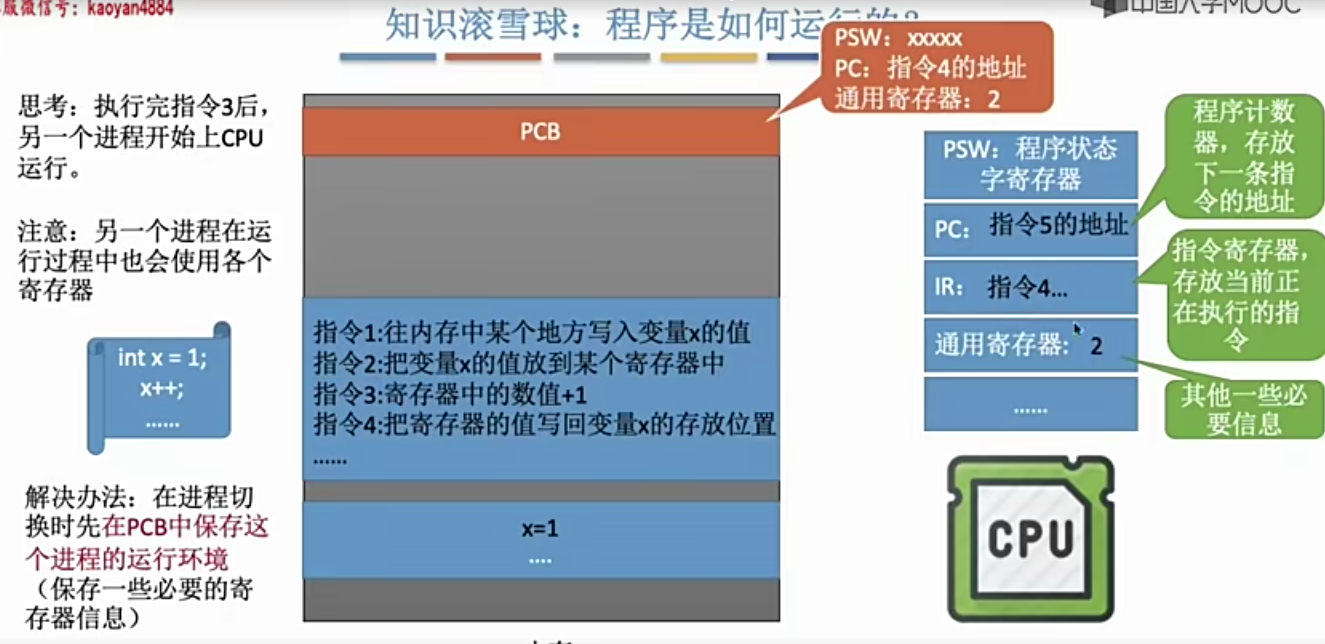 服微信号：kaoyan4884
中国大学MOOC
知识滚雪球：程序是如何运行的？
PSW：xxxxx
PC：指令4的地址
通用寄存器：2
思考：执行完指令3后，
另一个进程开始上CPU
运行。
注意：另一个进程在运
行过程中也会使用各个
寄存器
int x = 1;
x++;
......
解决办法：在进程切
换时先在PCB中保存这
个进程的运行环境
（保存一些必要的寄
存器信息）
PCB
指令1:往内存中某个地方写入变量x的值
指令2:把变量x的值放到某个寄存器中
指令3:寄存器中的数值+1
指令4:把寄存器的值写回变量x的存放位置
......
x=1
....
PSW：程序状态
字寄存器
PC： 指令5的地址
IR： 指令4...
通用寄存器: 2
......
程序计数
器，存放
下一条指
令的地址
指令寄存器，
存放当前正
在执行的指
令
其他一些必
要信息
CPU